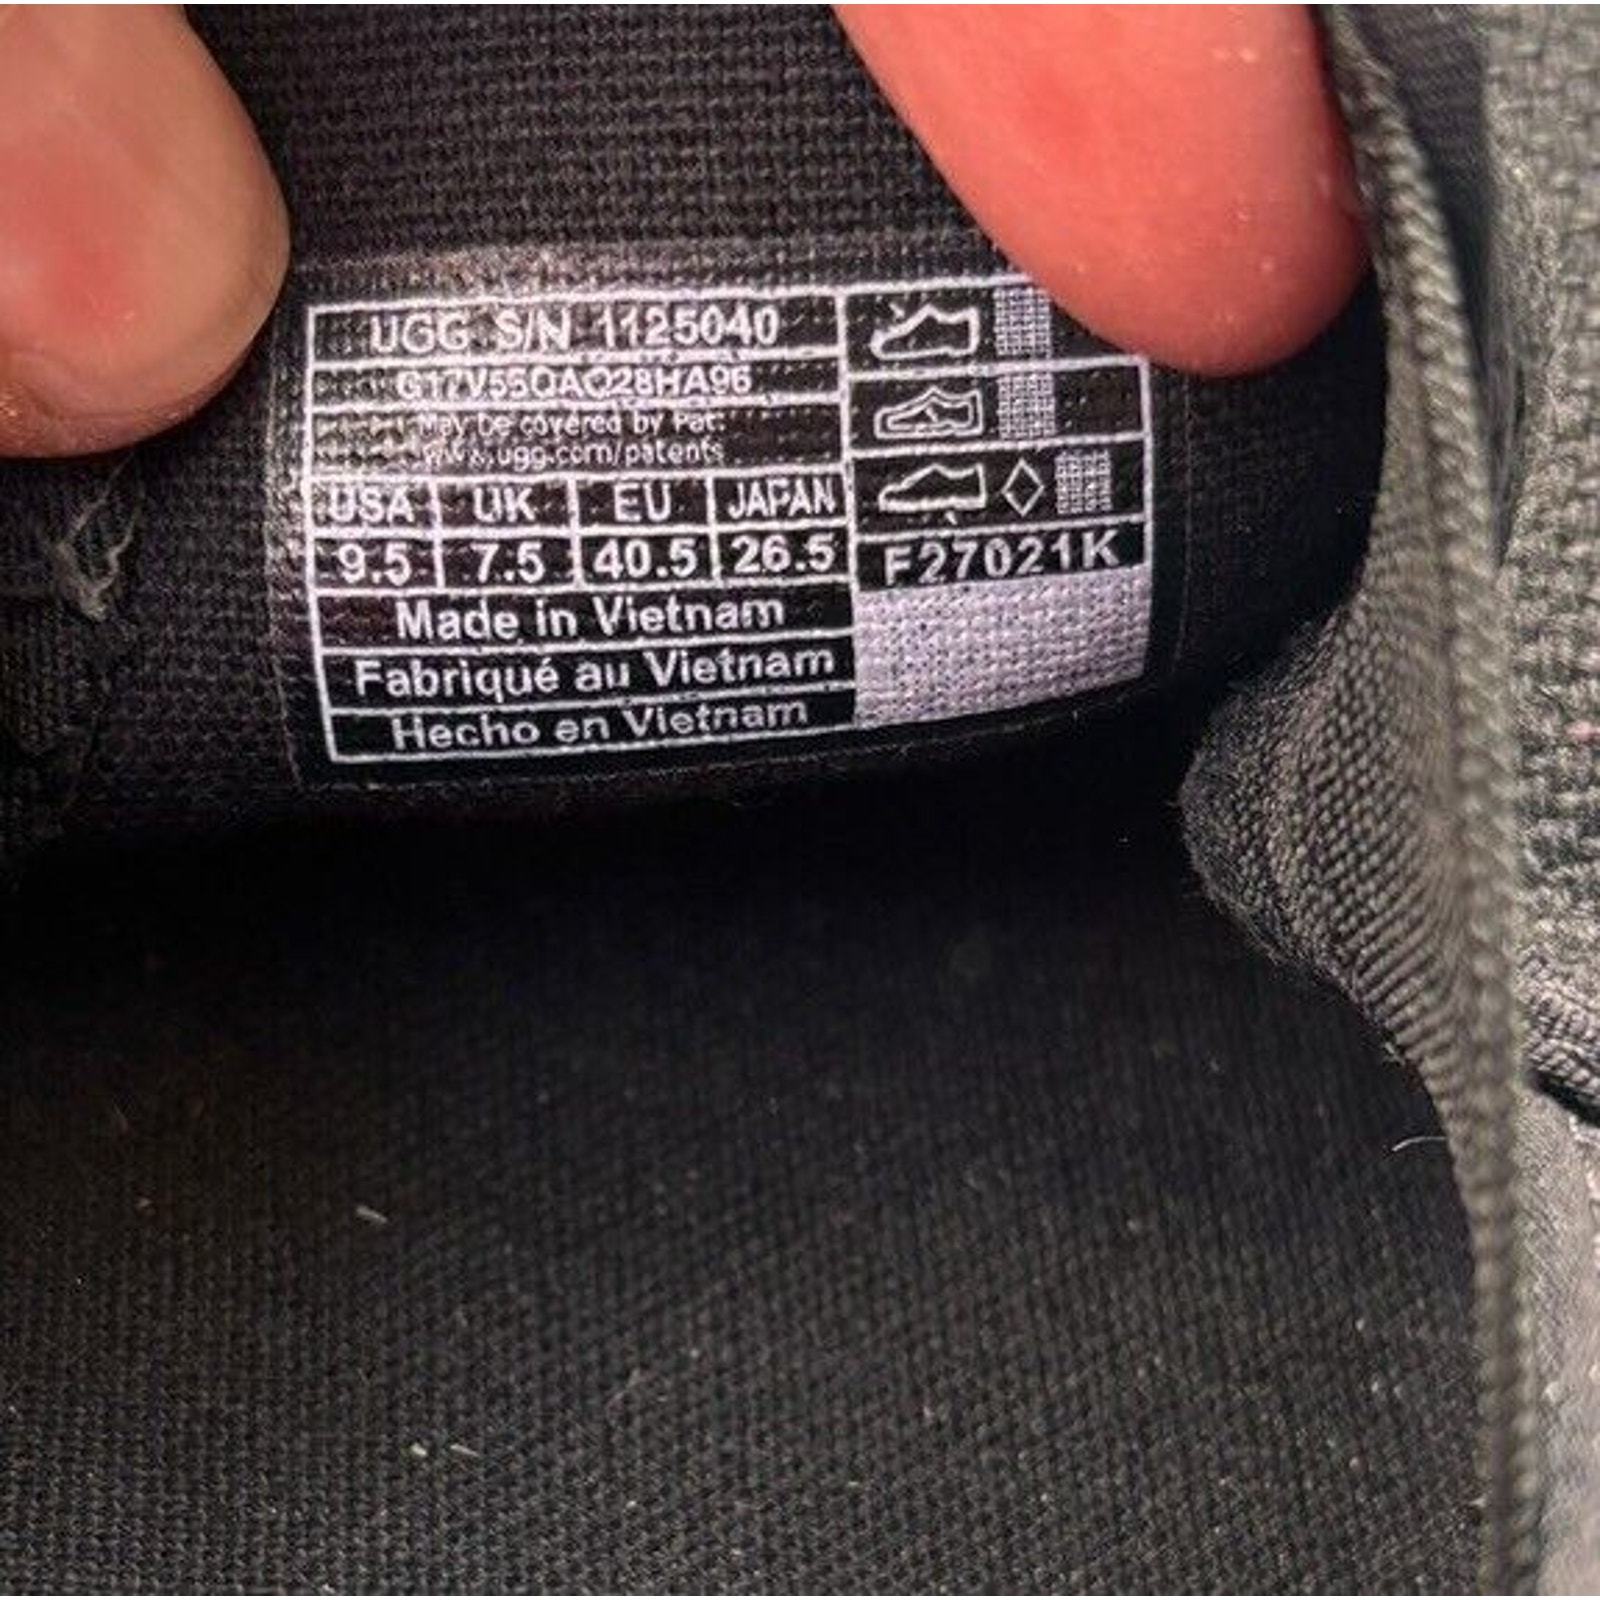 UGG S/N 1125040
G17V55QAQ28HA96
May be covered by Pat:
www.ugg.com/patents
USA UK EU JAPAN
9.5 7.5 40.5 26.5
F27021K
Made in Vietnam
Fabriqué au Vietnam
Hecho en Vietnam